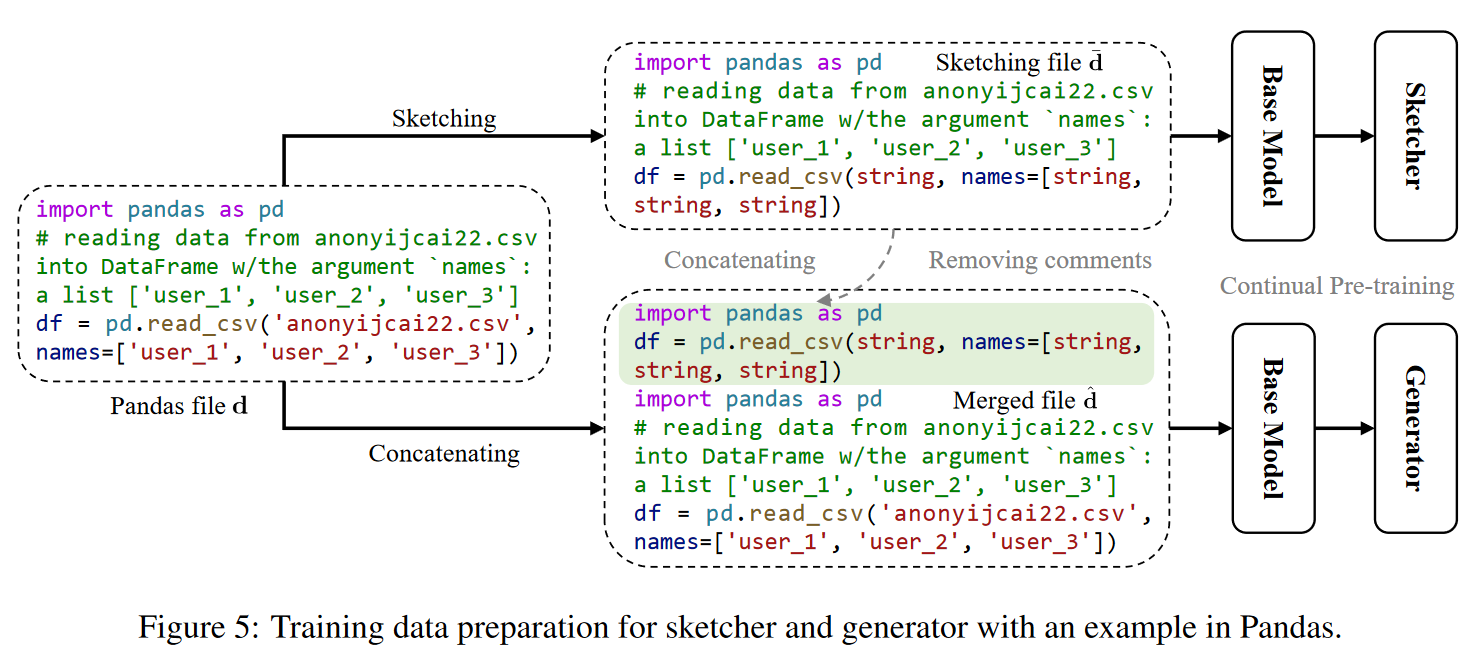 Sketching
import pandas as pd
Sketching file d̄
# reading data from anonyijcai22.csv
into DataFrame w/the argument `names`:
a list ['user_1', 'user_2', 'user_3']
df = pd.read_csv(string, names=[string,
string, string])
Base Model
Sketcher
import pandas as pd
# reading data from anonyijcai22.csv
into DataFrame w/the argument `names`:
a list ['user_1', 'user_2', 'user_3']
df = pd.read_csv('anonyijcai22.csv',
names=['user_1', 'user_2', 'user_3'])
Pandas file d
Concatenating
Removing comments
Continual Pre-training
Concatenating
import pandas as pd
df = pd.read_csv(string, names=[string,
string, string])
import pandas as pd
Merged file d̂
# reading data from anonyijcai22.csv
into DataFrame w/the argument `names`:
a list ['user_1', 'user_2', 'user_3']
df = pd.read_csv('anonyijcai22.csv',
names=['user_1', 'user_2', 'user_3'])
Base Model
Generator
Figure 5: Training data preparation for sketcher and generator with an example in Pandas.